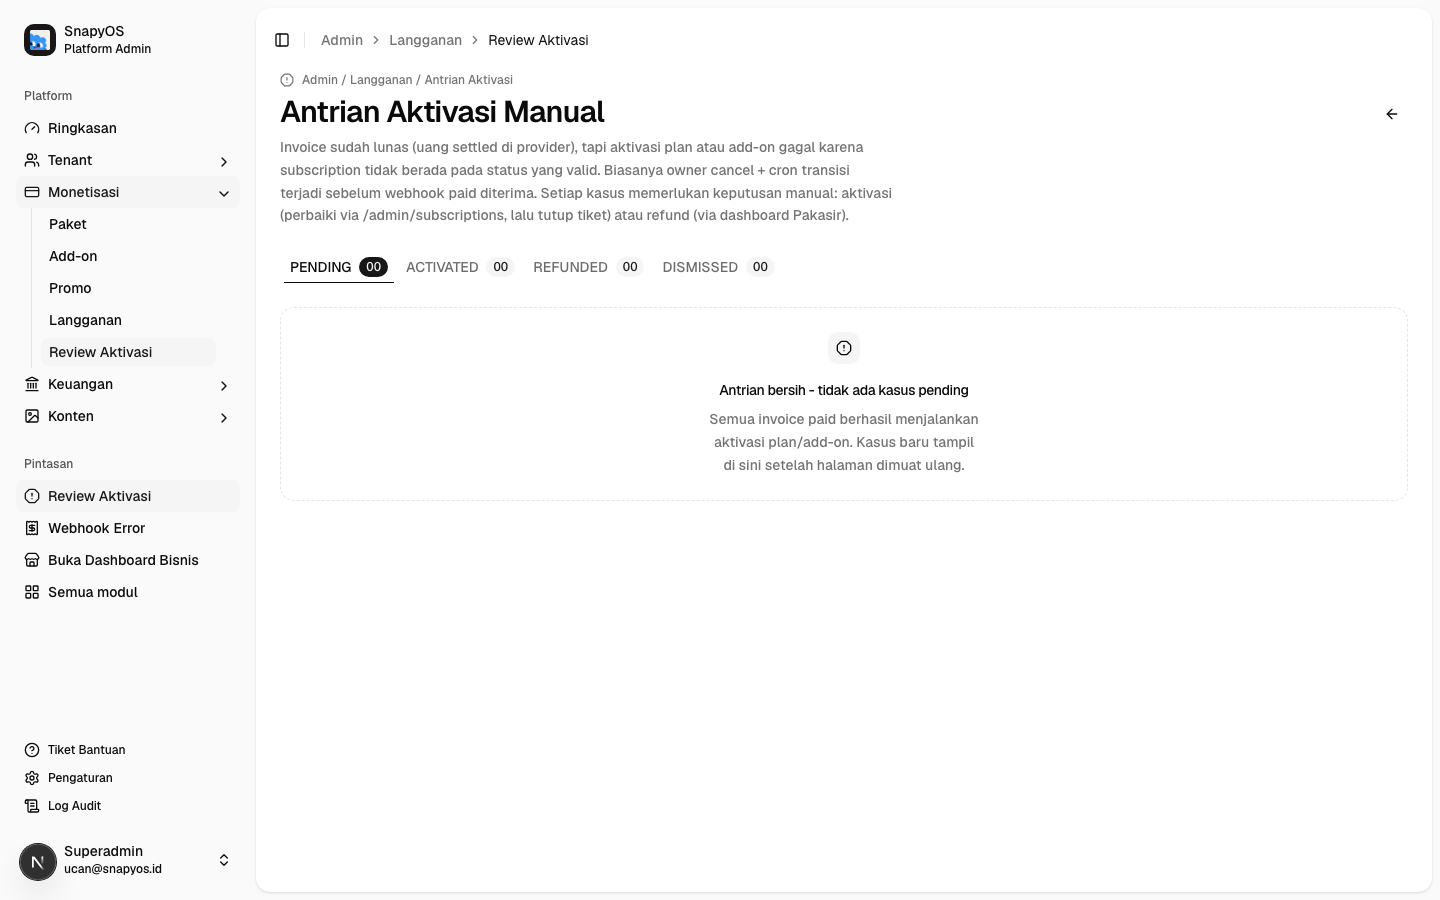 SnapyOS
Platform Admin
Platform
Ringkasan
Tenant
Monetisasi
Paket
Add-on
Promo
Langganan
Review Aktivasi
Keuangan
Konten
Pintasan
Review Aktivasi
Webhook Error
Buka Dashboard Bisnis
Semua modul
Tiket Bantuan
Pengaturan
Log Audit
N
Superadmin
ucan@snapyos.id
Admin > Langganan > Review Aktivasi
Admin / Langganan / Antrian Aktivasi
Antrian Aktivasi Manual
Invoice sudah lunas (uang settled di provider), tapi aktivasi plan atau add-on gagal karena
subscription tidak berada pada status yang valid. Biasanya owner cancel + cron transisi
terjadi sebelum webhook paid diterima. Setiap kasus memerlukan keputusan manual: aktivasi
(perbaiki via /admin/subscriptions, lalu tutup tiket) atau refund (via dashboard Pakasir).
PENDING 00 ACTIVATED 00 REFUNDED 00 DISMISSED 00
Antrian bersih - tidak ada kasus pending
Semua invoice paid berhasil menjalankan
aktivasi plan/add-on. Kasus baru tampil
di sini setelah halaman dimuat ulang.